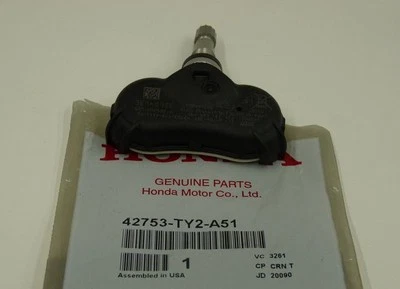 HONDA
GENUINE PARTS
Honda Motor Co., Ltd.
42753-TY2-A51
1
Assembled in USA
VC 3281
CP CRN T
JD 20090